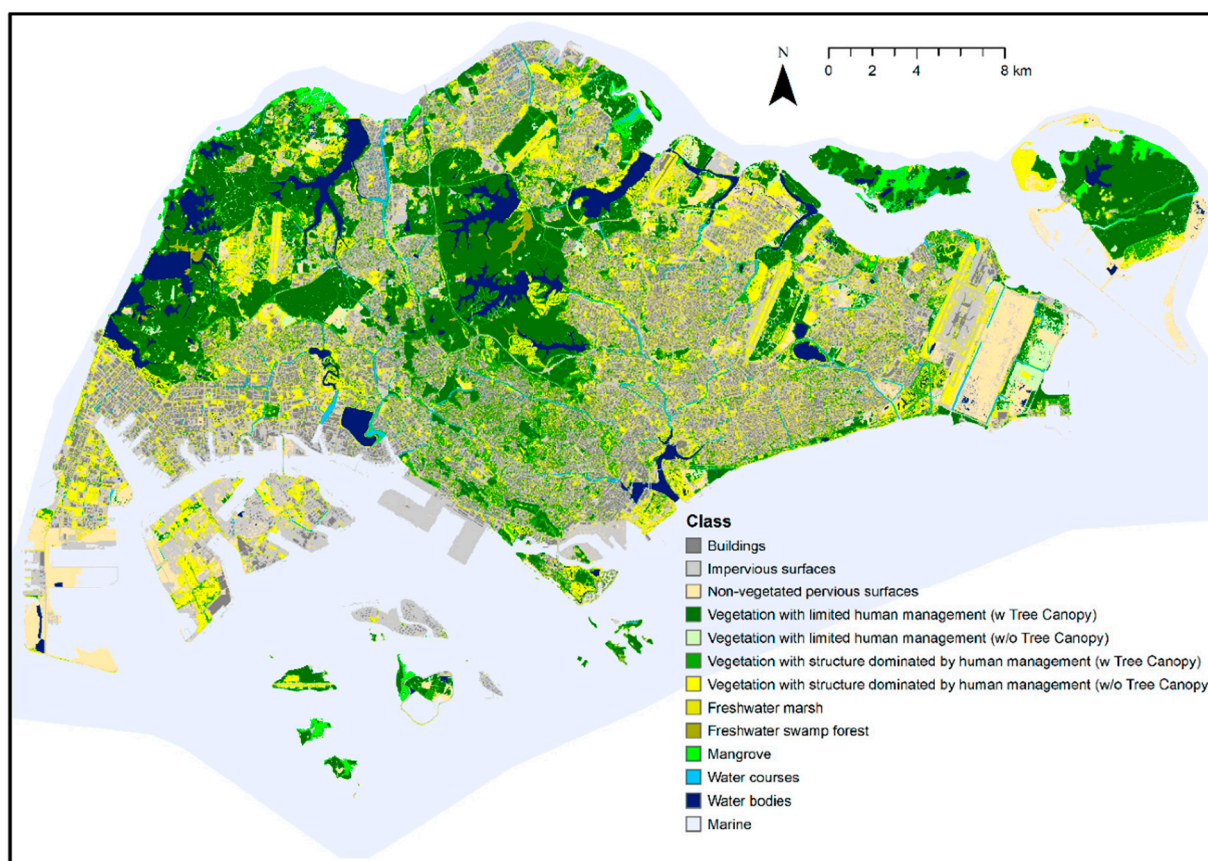 N
0 2 4 8 km
Class
Buildings
Impervious surfaces
Non-vegetated pervious surfaces
Vegetation with limited human management (w Tree Canopy)
Vegetation with limited human management (w/o Tree Canopy)
Vegetation with structure dominated by human management (w Tree Canopy)
Vegetation with structure dominated by human management (w/o Tree Canopy
Freshwater marsh
Freshwater swamp forest
Mangrove
Water courses
Water bodies
Marine